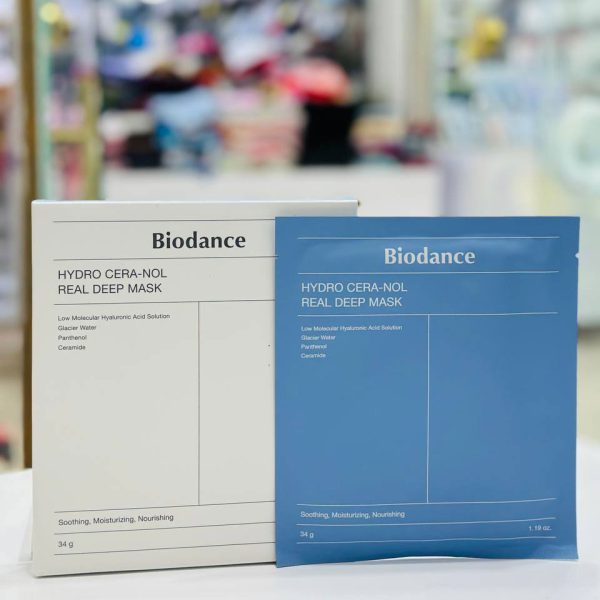 Biodance
HYDRO CERA-NOL
REAL DEEP MASK
Low Molecular Hyaluronic Acid Solution
Glacier Water
Panthenol
Ceramide
Soothing, Moisturizing, Nourishing
34 g
Biodance
HYDRO CERA-NOL
REAL DEEP MASK
Low Molecular Hyaluronic Acid Solution
Glacier Water
Panthenol
Ceramide
Soothing, Moisturizing, Nourishing
34 g 1.19 oz.